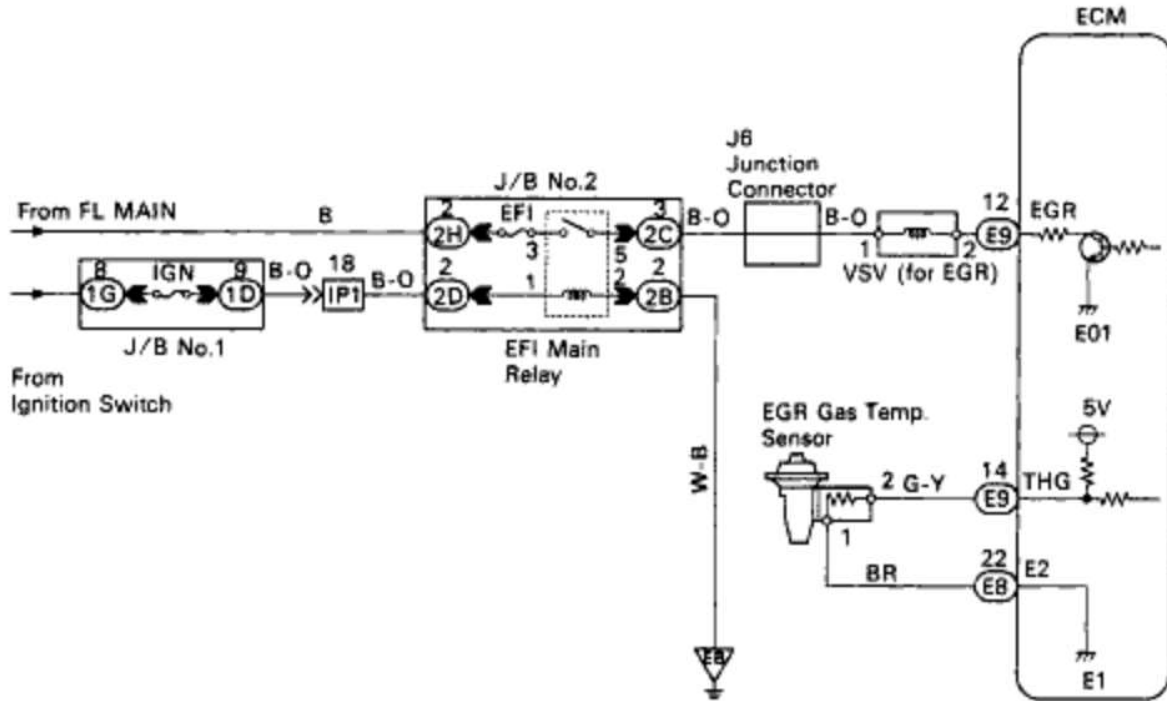 ECM
J6
Junction
Connector
J/B No.2
From FL MAIN
B
2
2H
EFI
3
3
5
2C
B-O
B-O
1
2
VSV (for EGR)
12
E9
EGR
E01
8
1G
IGN
9
1D
B-O
18
IP1
B-O
2
2D
1
2
2
2B
J/B No.1
EFI Main
Relay
From
Ignition Switch
W-B
EGR Gas Temp.
Sensor
5V
2
G-Y
14
E9
THG
1
BR
22
E8
E2
E1